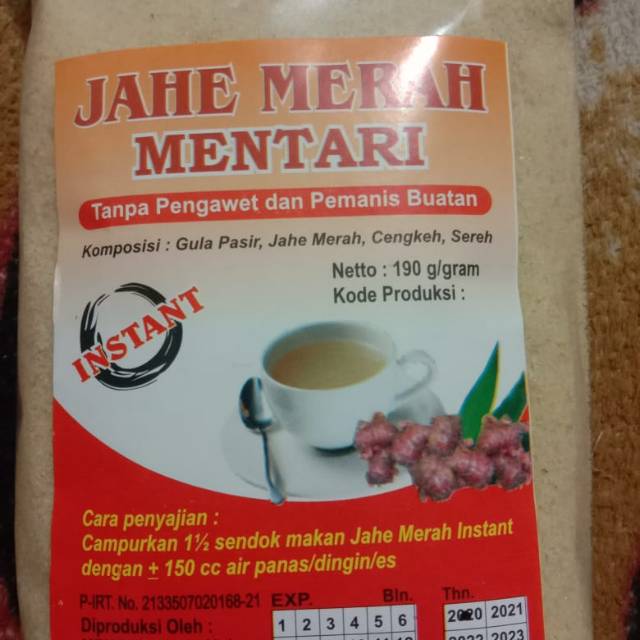 JAHE MERAH
MENTARI
Tanpa Pengawet dan Pemanis Buatan
Komposisi : Gula Pasir, Jahe Merah, Cengkeh, Sereh
Netto : 190 g/gram
Kode Produksi :
INSTANT
Cara penyajian :
Campurkan 1½ sendok makan Jahe Merah Instant
dengan ± 150 cc air panas/dingin/es
P-IRT. No. 2133507020168-21 EXP. Bln. Thn.
Diproduksi Oleh : 1 2 3 4 5 6 2020 2021
2023